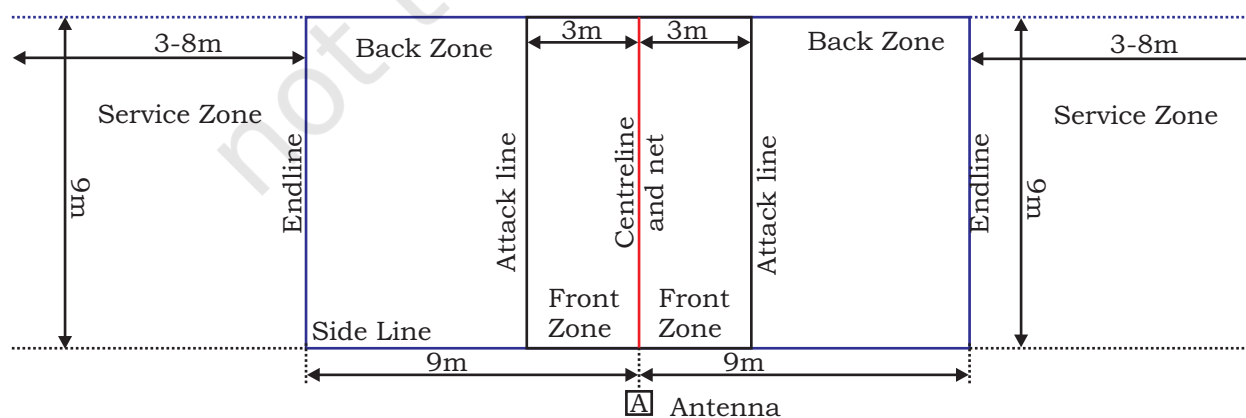 3-8m
Back Zone
3m
3m
Back Zone
3-8m
Service Zone
Service Zone
9m
Endline
Attack line
Centreline
and net
Attack line
Endline
9m
Front
Zone
Front
Zone
Side Line
9m
9m
A Antenna
not